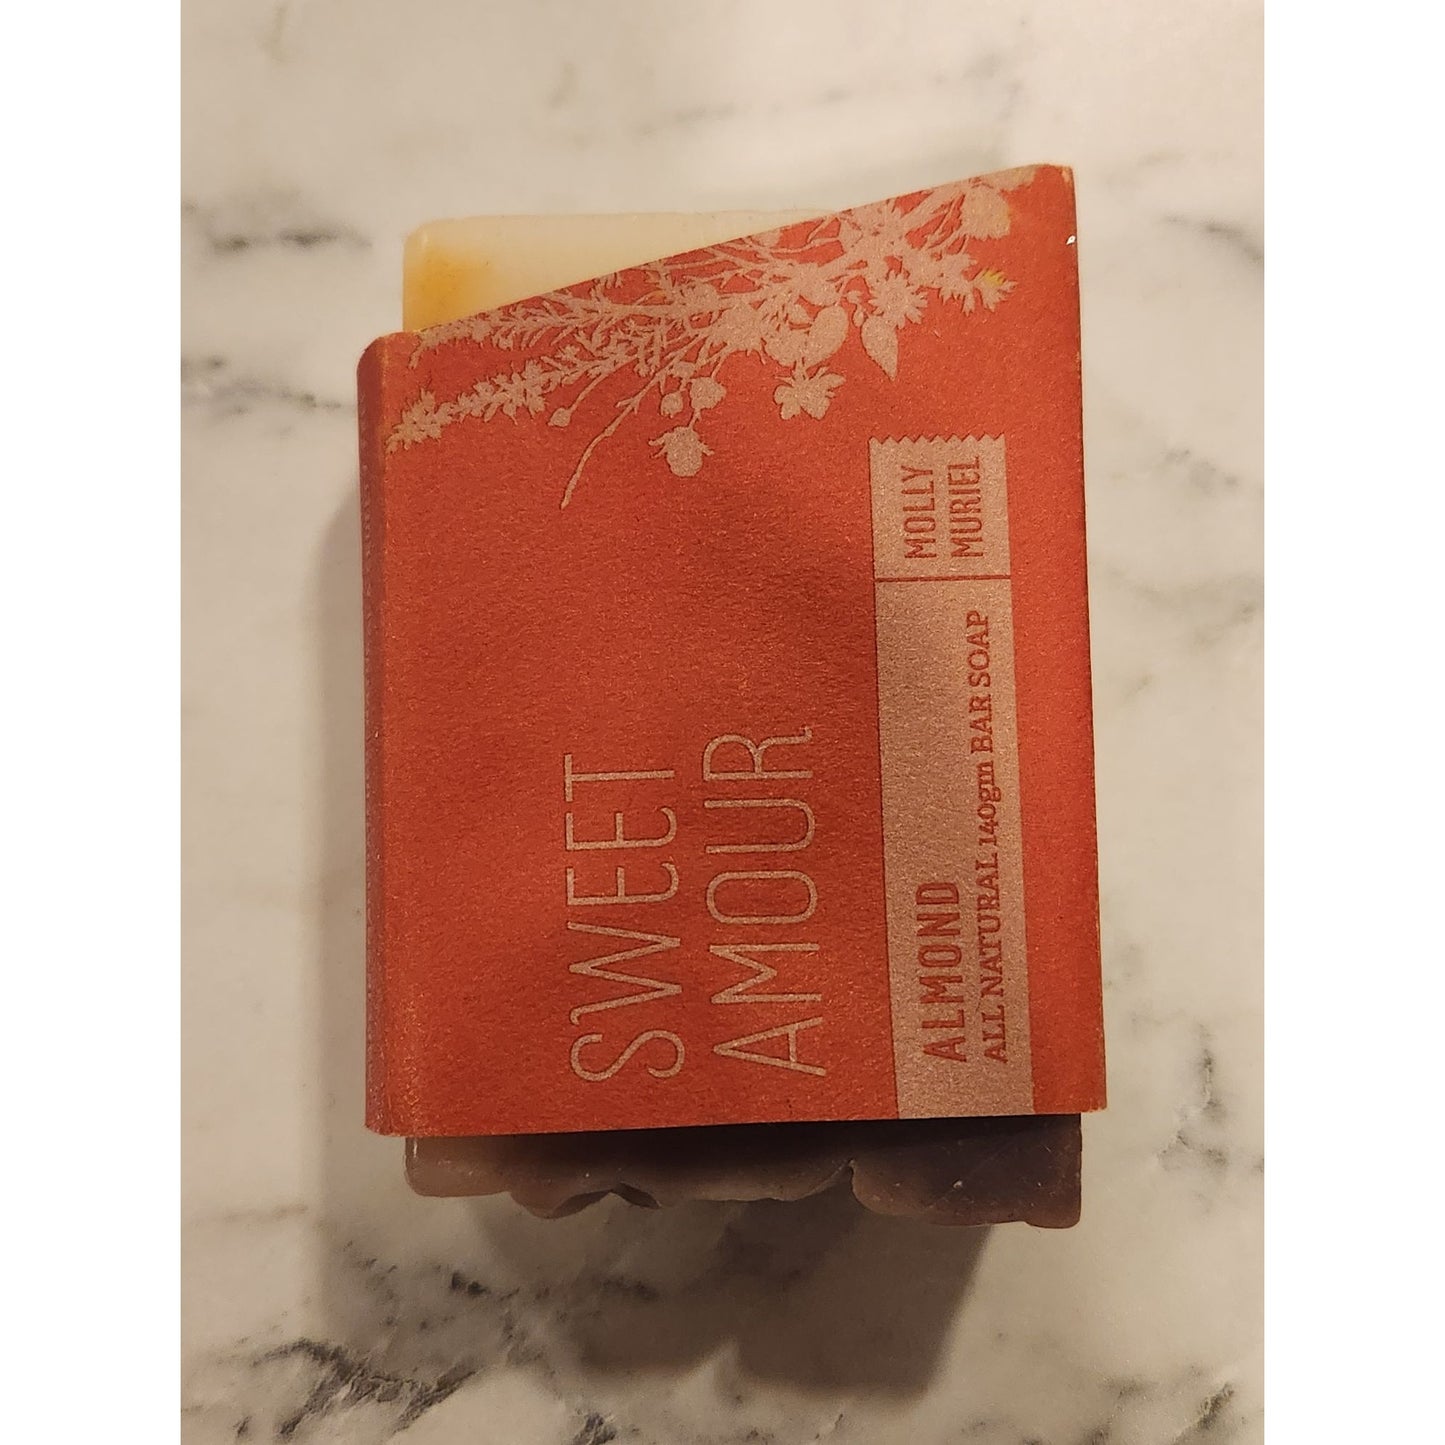 SWEET
AMOUR
ALMOND
ALL NATURAL 140gm BAR SOAP
MOLLY
MURIEL